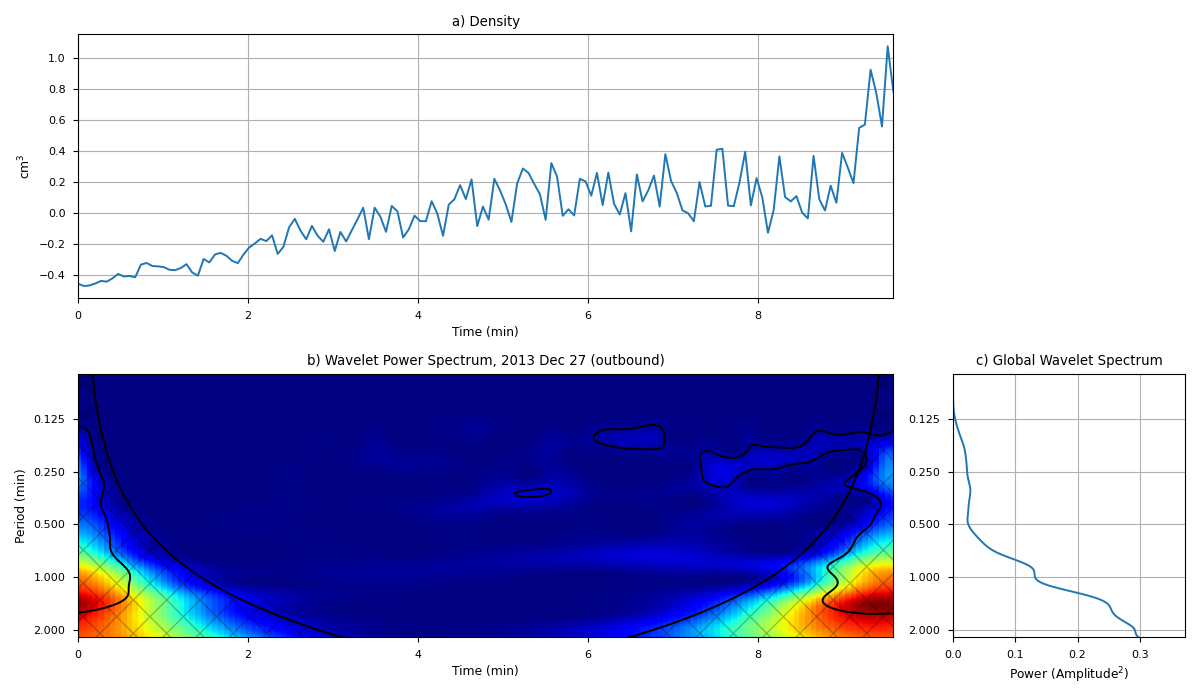 a) Density
1.0
0.8
0.6
0.4
0.2
0.0
−0.2
−0.4
cm³
0 2 4 6 8
Time (min)
b) Wavelet Power Spectrum, 2013 Dec 27 (outbound)
0.125
0.250
0.500
1.000
2.000
Period (min)
0 2 4 6 8
Time (min)
c) Global Wavelet Spectrum
0.125
0.250
0.500
1.000
2.000
0.0 0.1 0.2 0.3
Power (Amplitude²)